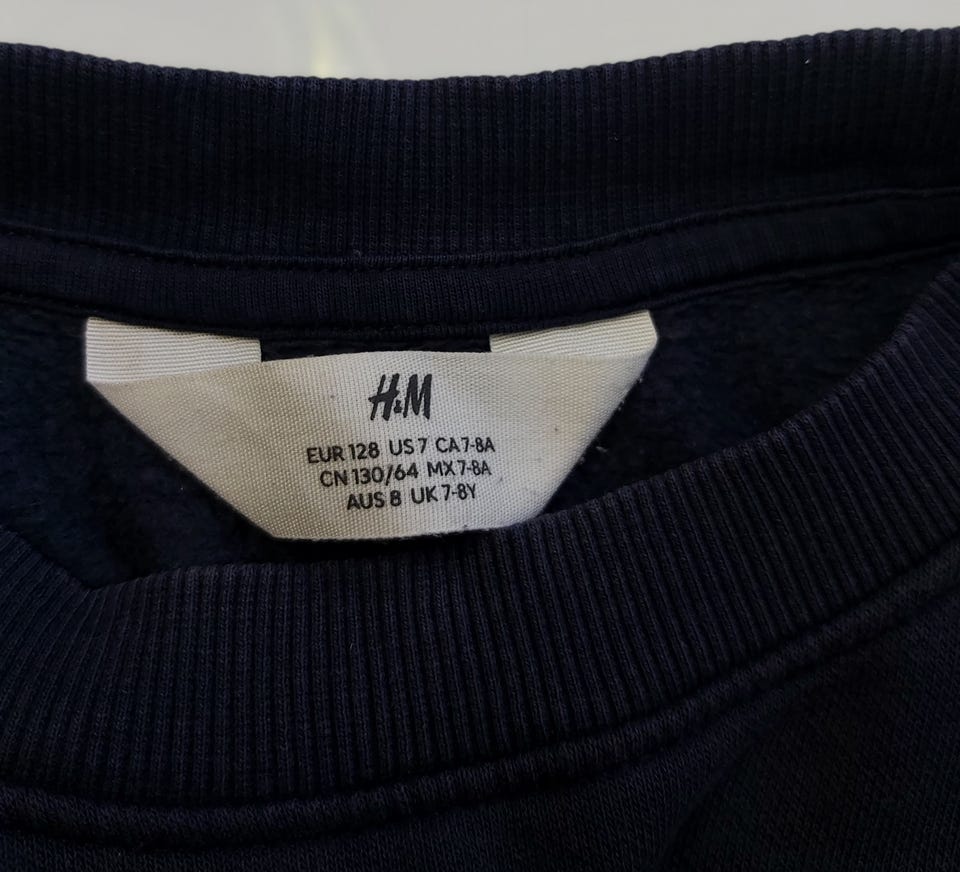 H&M
EUR 128 US 7 CA 7-8A
CN 130/64 MX 7-8A
AUS 8 UK 7-8Y